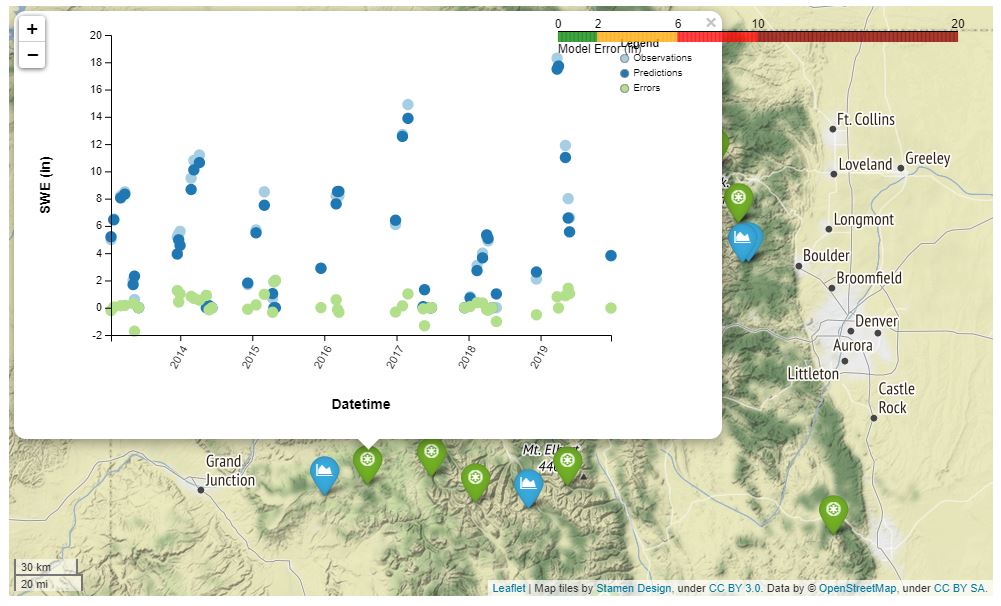 +
−
×
0 2 6 10 20
Model Error (in)
Legend
Observations
Predictions
Errors
20
18
16
14
12
10
8
6
4
2
0
-2
SWE (in)
2014 2015 2016 2017 2018 2019
Datetime
k.
Ft. Collins
Loveland
Greeley
Longmont
Boulder
Broomfield
Denver
Aurora
Littleton
Castle
Rock
Mt. Elbert
Grand
Junction
30 km
20 mi
Leaflet | Map tiles by Stamen Design, under CC BY 3.0. Data by © OpenStreetMap, under CC BY SA.